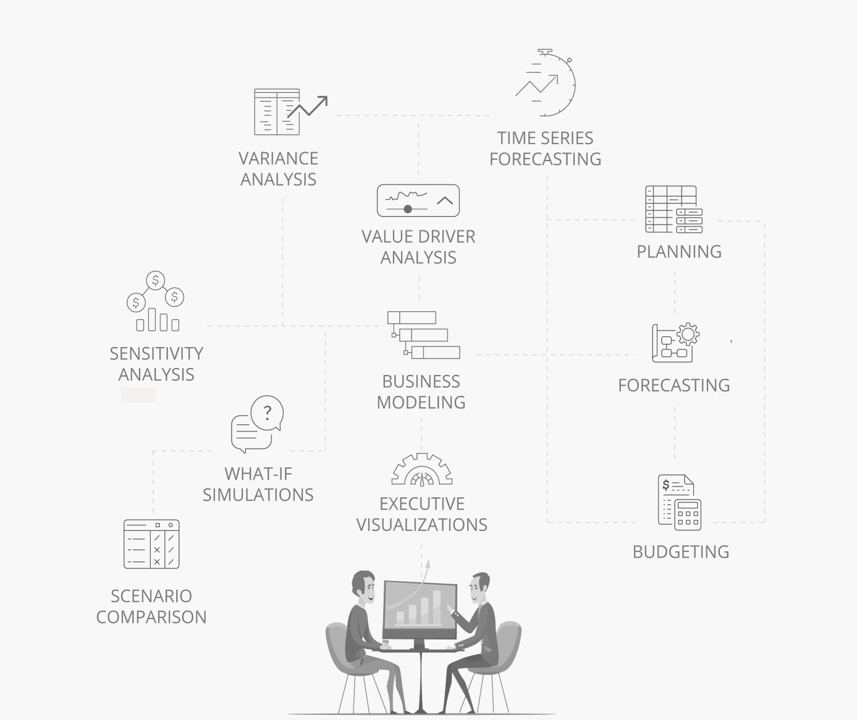 TIME SERIES
FORECASTING
VARIANCE
ANALYSIS
VALUE DRIVER
ANALYSIS
PLANNING
$
$
$
SENSITIVITY
ANALYSIS
BUSINESS
MODELING
FORECASTING
?
WHAT-IF
SIMULATIONS
EXECUTIVE
VISUALIZATIONS
$
BUDGETING
SCENARIO
COMPARISON